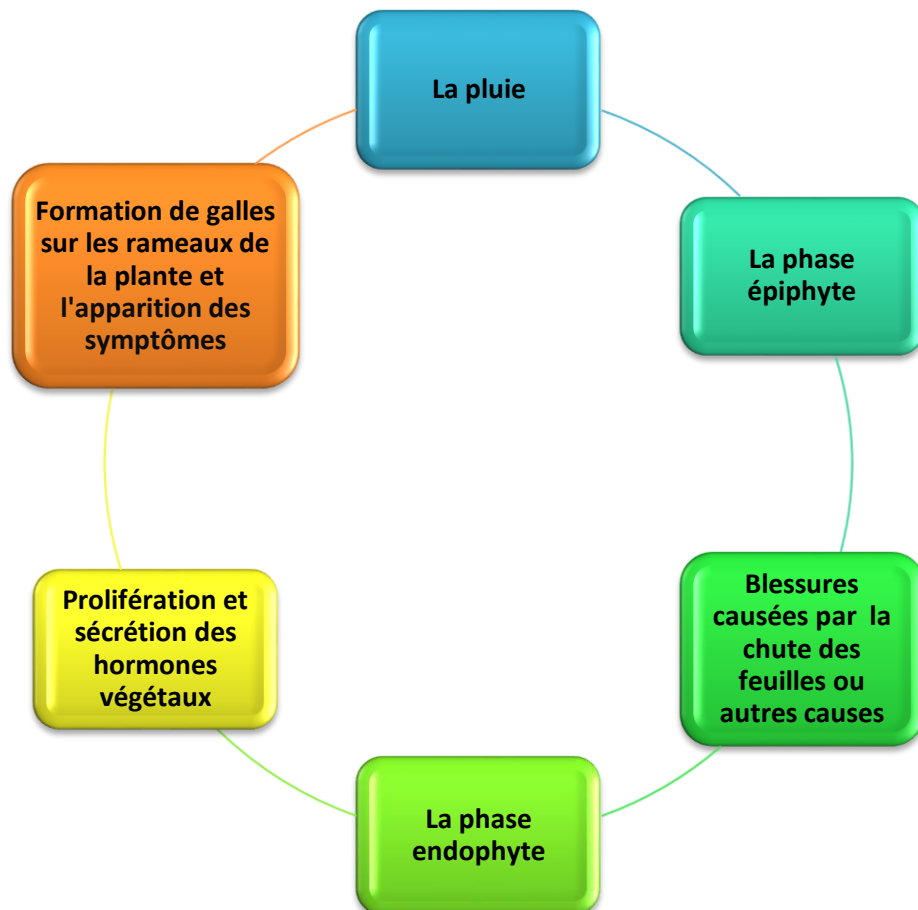 La pluie
La phase
épiphyte
Blessures
causées par la
chute des
feuilles ou
autres causes
La phase
endophyte
Prolifération et
sécrétion des
hormones
végétaux
Formation de galles
sur les rameaux de
la plante et
l'apparition des
symptômes